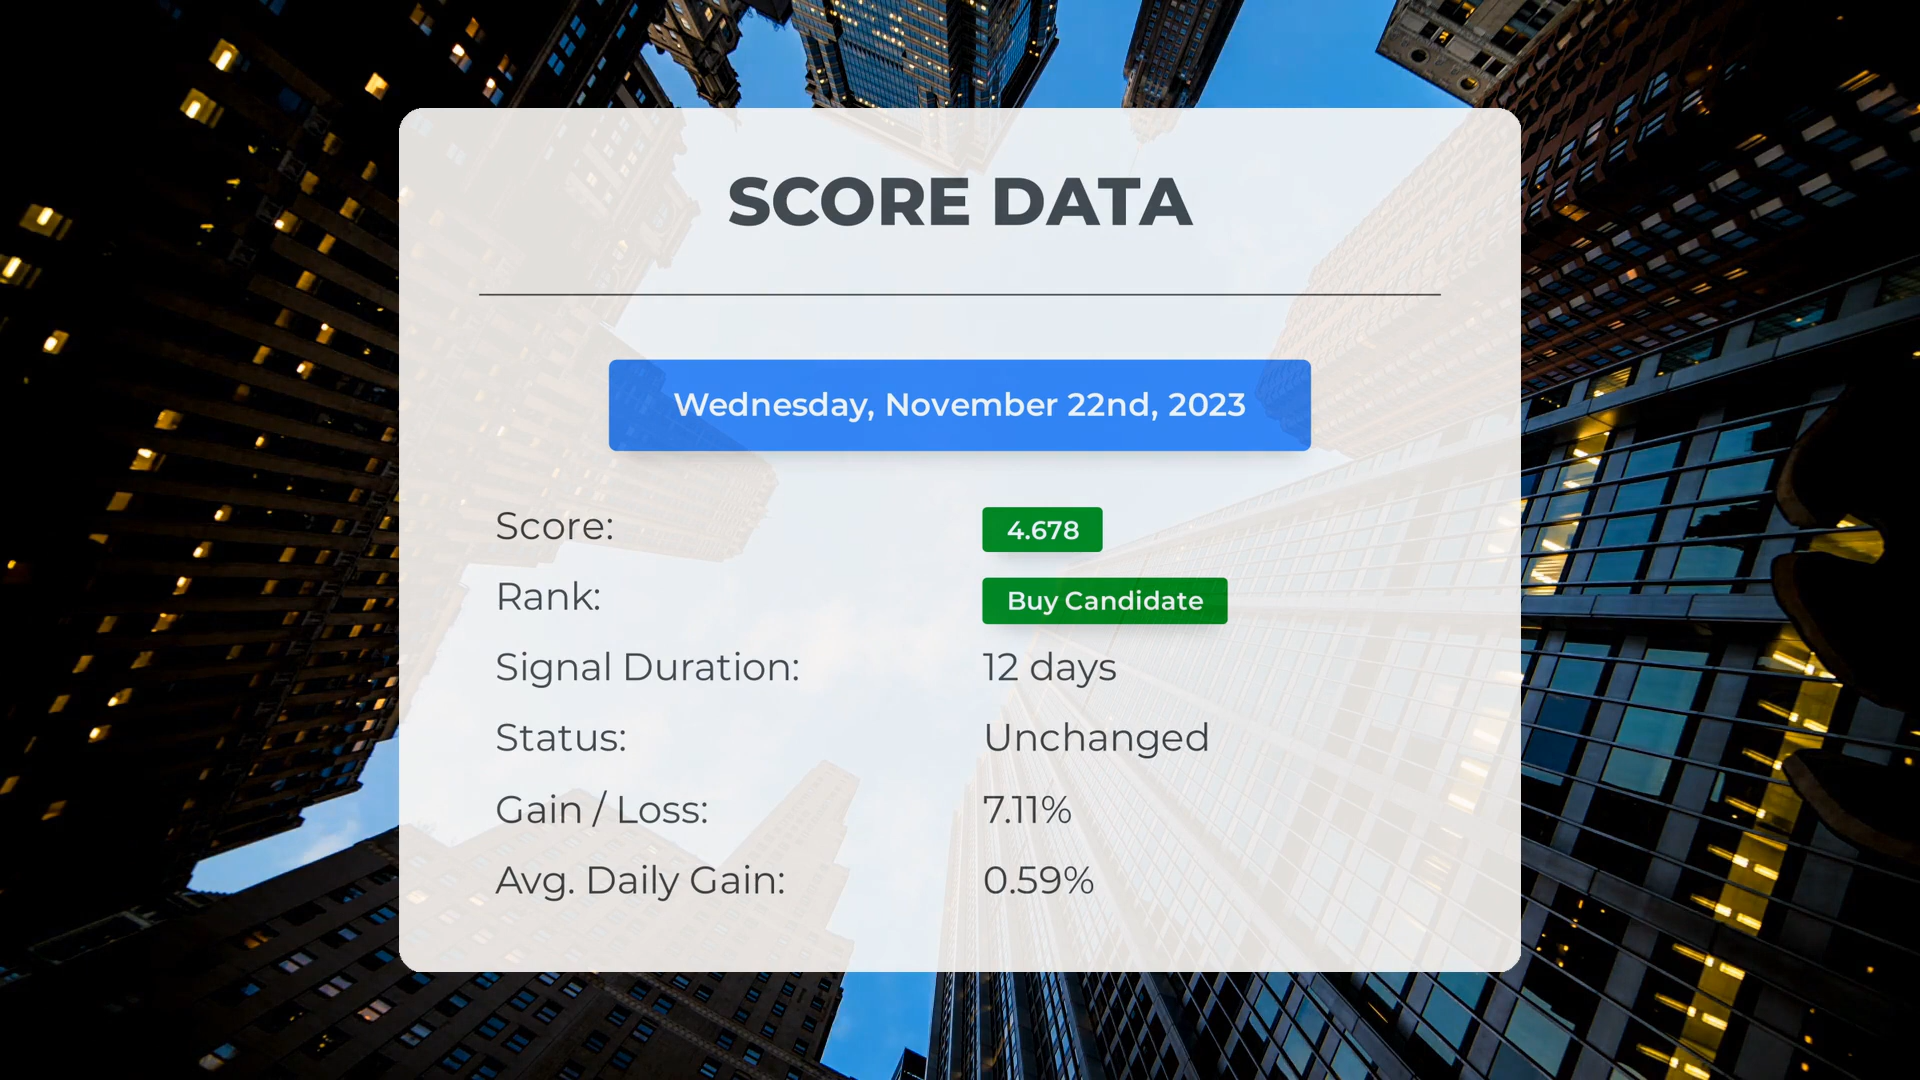 SCORE DATA
Wednesday, November 22nd, 2023
Score: 4.678
Rank: Buy Candidate
Signal Duration: 12 days
Status: Unchanged
Gain / Loss: 7.11%
Avg. Daily Gain: 0.59%